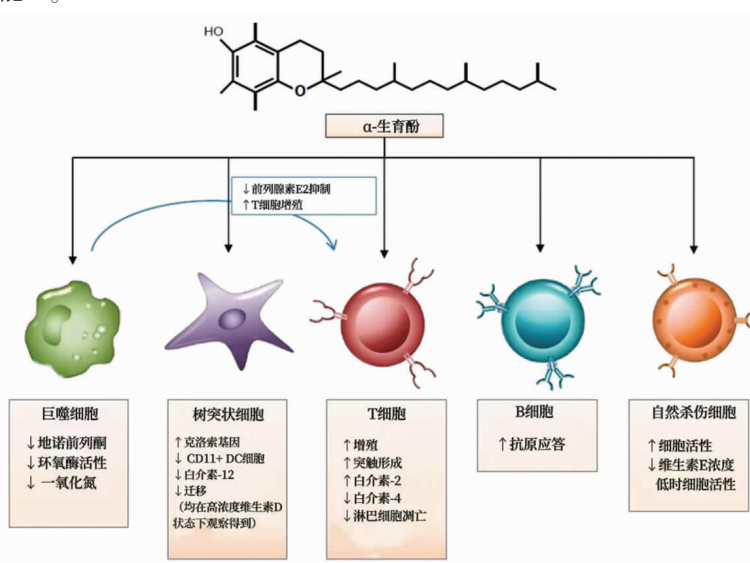 HO
O
α-生育酚
↓前列腺素E2抑制
↑T细胞增殖
巨噬细胞
↓地诺前列酮
↓环氧酶活性
↓ 一氧化氮
树突状细胞
↑克洛索基因
↓ CD11+ DC细胞
↓白介素-12
↓迁移
（均在高浓度维生素D
状态下观察得到）
T细胞
↑增殖
↑突触形成
↑白介素-2
↓白介素-4
↓淋巴细胞凋亡
B细胞
↑抗原应答
自然杀伤细胞
↑细胞活性
↓维生素E浓度
低时细胞活性